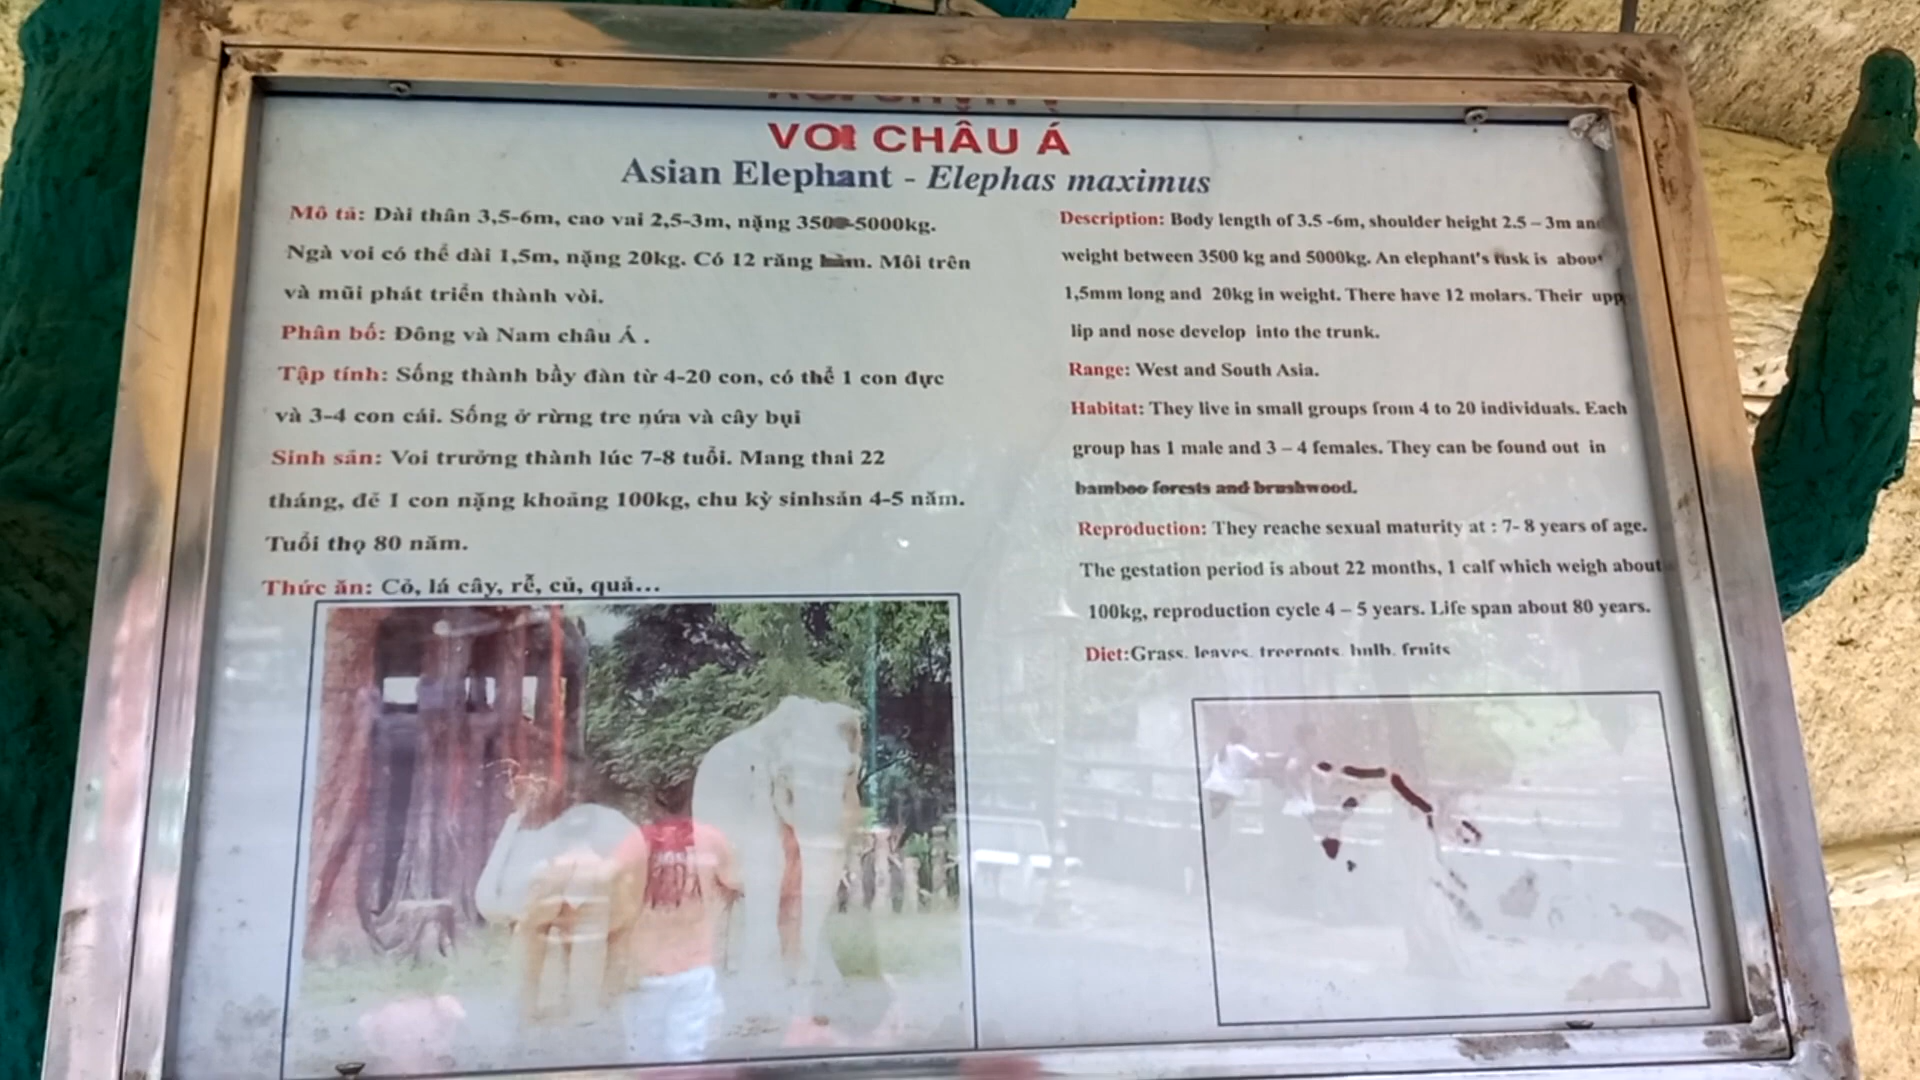 VOI CHÂU Á
Asian Elephant - Elephas maximus
Mô tả: Dài thân 3,5-6m, cao vai 2,5-3m, nặng 3500-5000kg.
Ngà voi có thể dài 1,5m, nặng 20kg. Có 12 răng hàm. Môi trên
và mũi phát triển thành vòi.
Phân bố: Đông và Nam châu Á .
Tập tính: Sống thành bầy đàn từ 4-20 con, có thể 1 con đực
và 3-4 con cái. Sống ở rừng tre nứa và cây bụi
Sinh sản: Voi trưởng thành lúc 7-8 tuổi. Mang thai 22
tháng, đẻ 1 con nặng khoảng 100kg, chu kỳ sinhsản 4-5 năm.
Tuổi thọ 80 năm.
Thức ăn: Cỏ, lá cây, rễ, củ, quả...
Description: Body length of 3.5 -6m, shoulder height 2.5 – 3m and
weight between 3500 kg and 5000kg. An elephant's tusk is about
1,5mm long and 20kg in weight. There have 12 molars. Their upp
lip and nose develop into the trunk.
Range: West and South Asia.
Habitat: They live in small groups from 4 to 20 individuals. Each
group has 1 male and 3 – 4 females. They can be found out in
bamboo forests and brushwood.
Reproduction: They reache sexual maturity at : 7- 8 years of age.
The gestation period is about 22 months, 1 calf which weigh about
100kg, reproduction cycle 4 – 5 years. Life span about 80 years.
Diet:Grass, leaves, treeroots, bulb, fruits